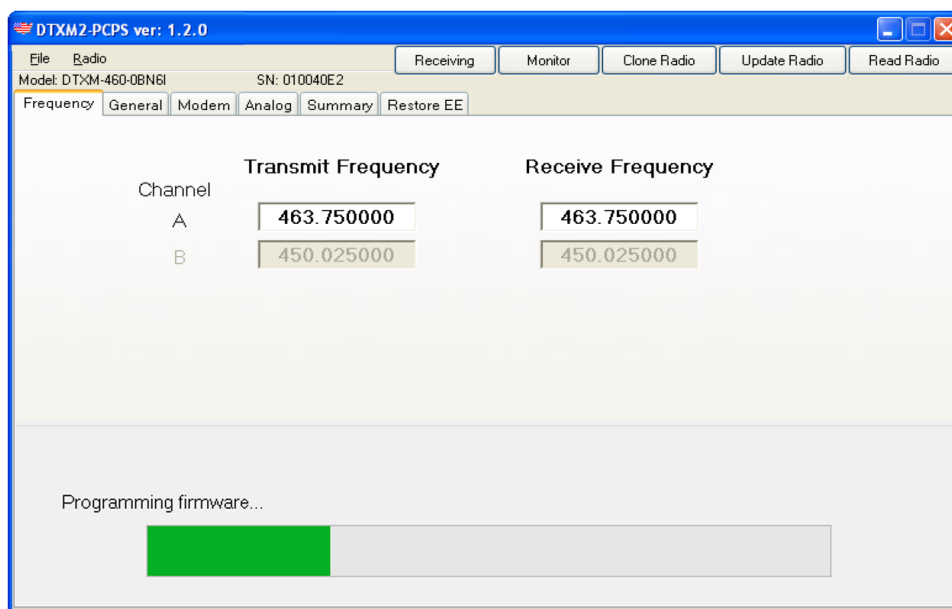 DTXM2-PCPS ver: 1.2.0
File Radio Receiving Monitor Clone Radio Update Radio Read Radio
Model: DTXM-460-0BN6I SN: 010040E2
Frequency General Modem Analog Summary Restore EE
Transmit Frequency Receive Frequency
Channel
A 463.750000 463.750000
B 450.025000 450.025000
Programming firmware...